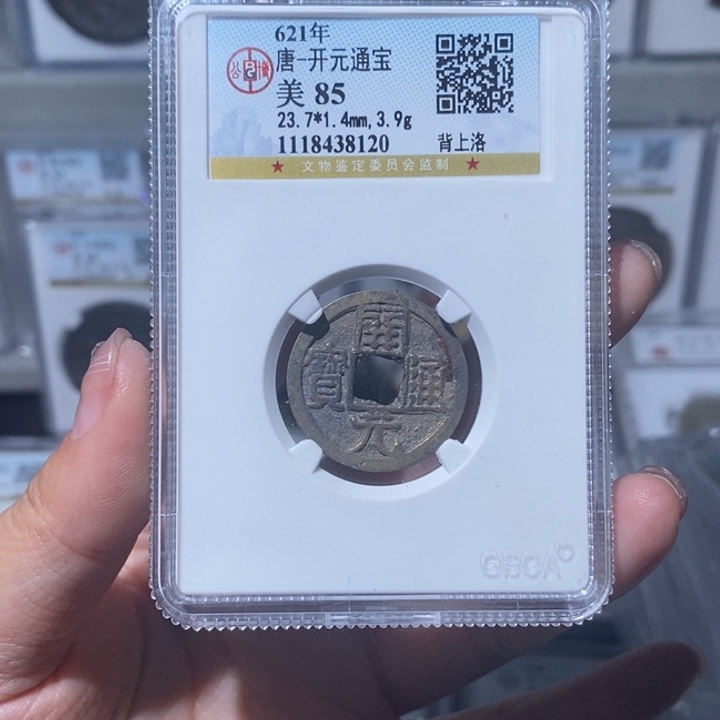 621年
唐-开元通宝
美 85
23.7*1.4mm,3.9g
1118438120
背上洛
★ 文物鉴定委员会监制 ★
開
寶 通
元
GBCA